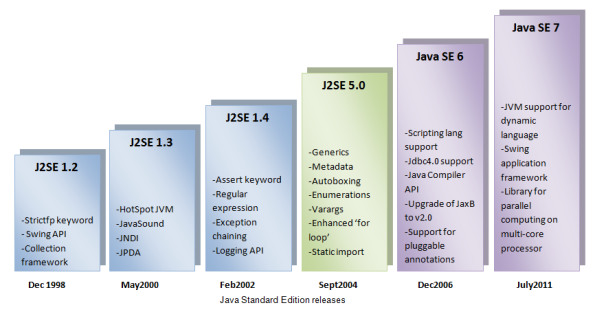 J2SE 1.2
-Strictfp keyword
- Swing API
-Collection
framework
Dec 1998
J2SE 1.3
-HotSpot JVM
-JavaSound
-JNDI
-JPDA
May2000
J2SE 1.4
-Assert keyword
-Regular
expression
-Exception
chaining
-Logging API
Feb2002
J2SE 5.0
-Generics
-Metadata
-Autoboxing
-Enumerations
-Varargs
-Enhanced ‘for
loop’
-Static import
Sept2004
Java SE 6
-Scripting lang
support
-Jdbc4.0 support
-Java Compiler
API
-Upgrade of JaxB
to v2.0
-Support for
pluggable
annotations
Dec2006
Java SE 7
-JVM support for
dynamic
language
-Swing
application
framework
-Library for
parallel
computing on
multi-core
processor
July2011
Java Standard Edition releases